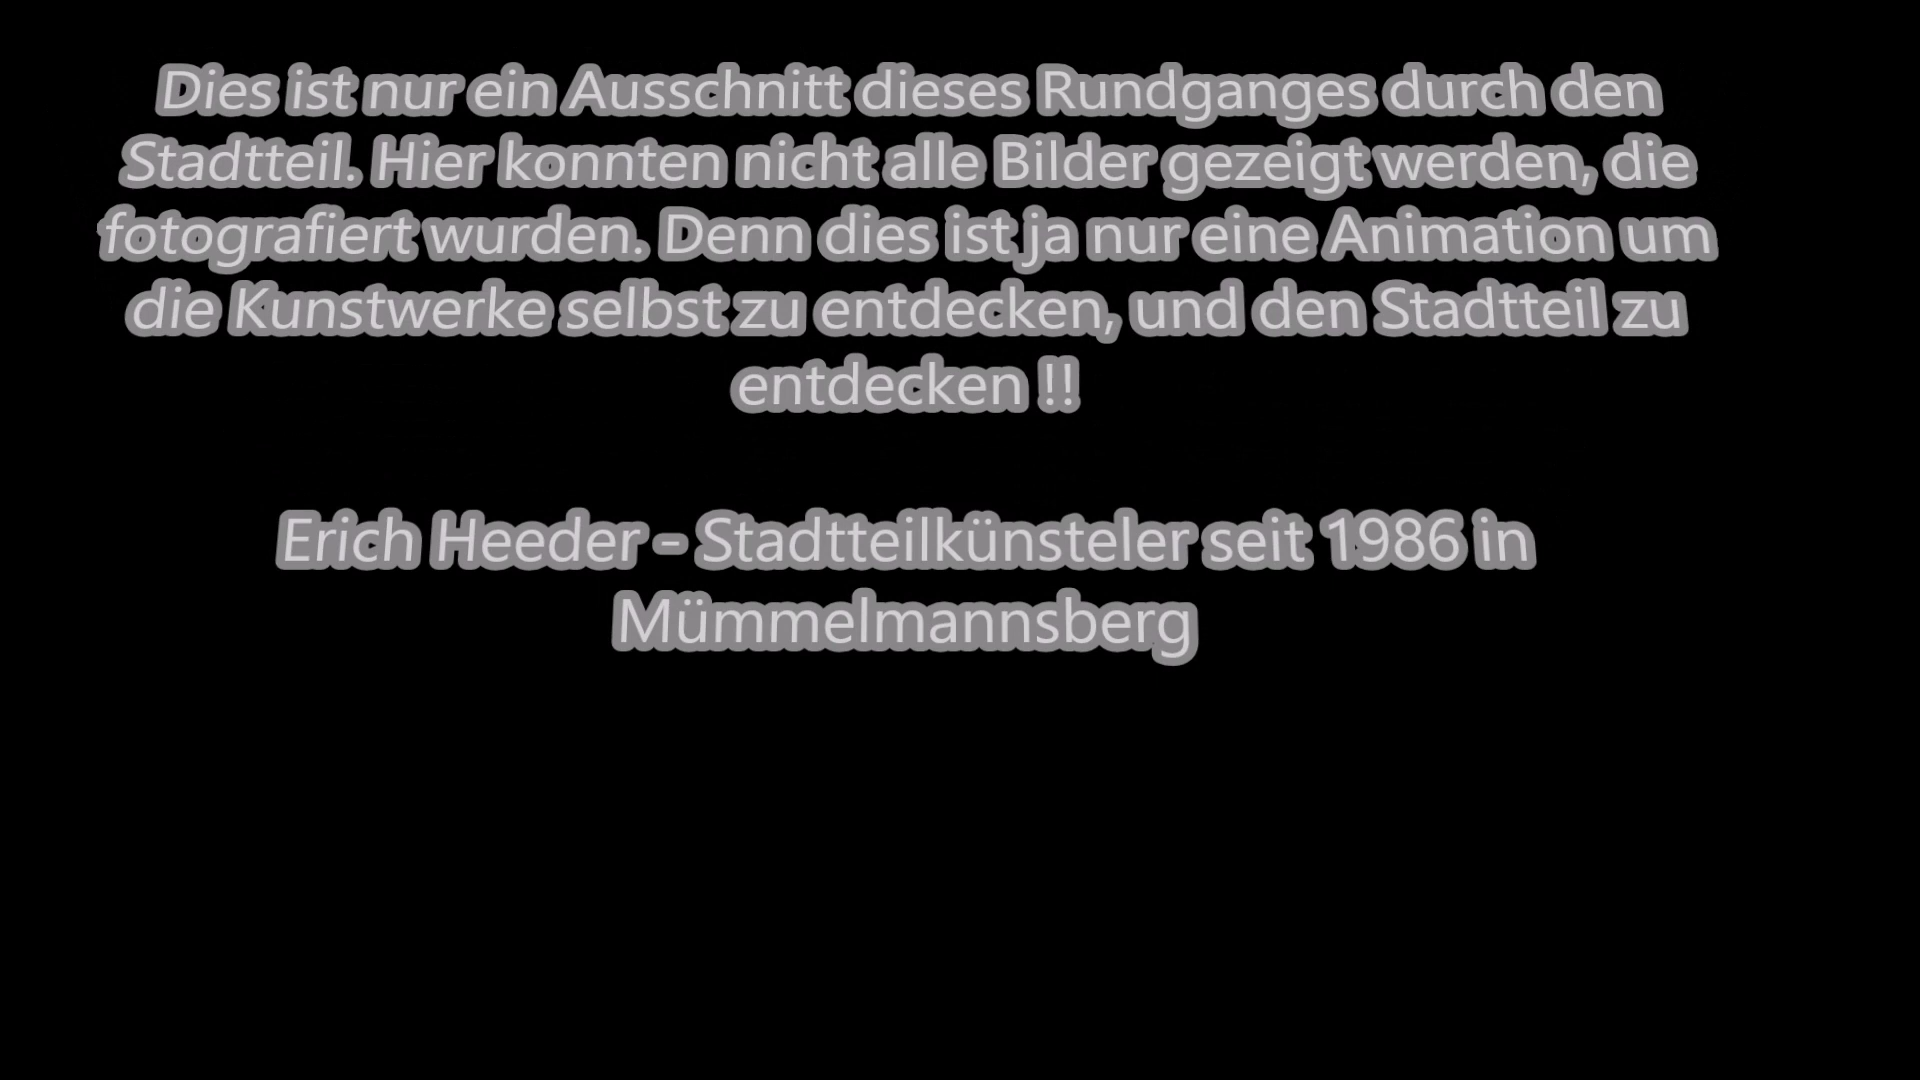 Dies ist nur ein Ausschnitt dieses Rundganges durch den
Stadtteil. Hier konnten nicht alle Bilder gezeigt werden, die
fotografiert wurden. Denn dies ist ja nur eine Animation um
die Kunstwerke selbst zu entdecken, und den Stadtteil zu
entdecken !!
Erich Heeder - Stadtteilkünsteler seit 1986 in
Mümmelmannsberg